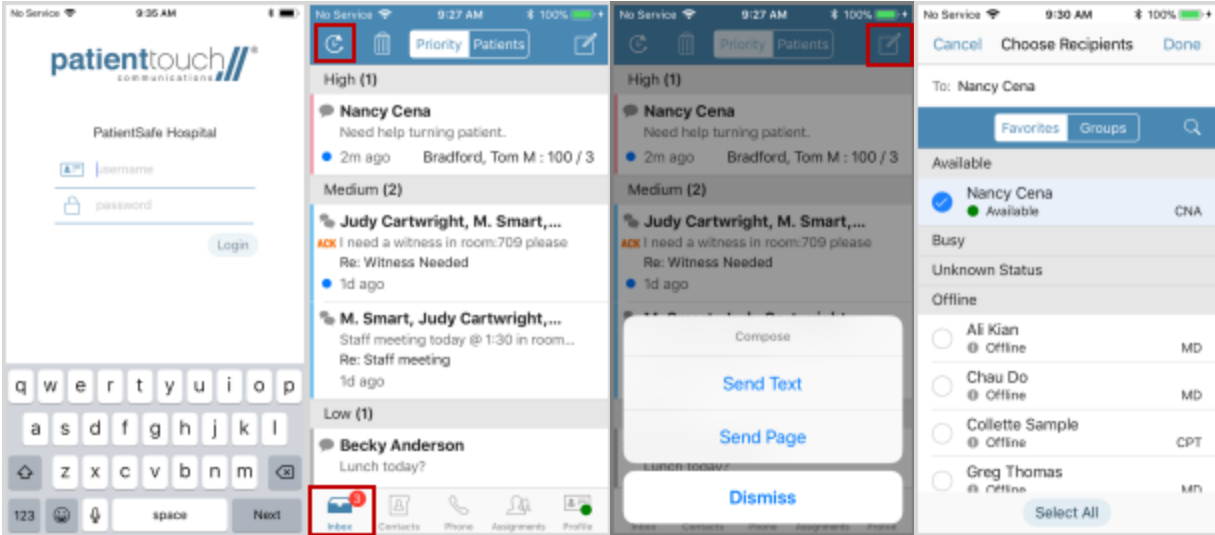 No Service 9:35 AM
patienttouch®
communications
PatientSafe Hospital
username
password
Login
q w e r t y u i o p
a s d f g h j k l
z x c v b n m
123 space Next
No Service 9:27 AM 100%
Priority Patients
High (1)
Nancy Cena
Need help turning patient.
2m ago Bradford, Tom M : 100 / 3
Medium (2)
Judy Cartwright, M. Smart,...
ACK I need a witness in room:709 please
Re: Witness Needed
1d ago
M. Smart, Judy Cartwright,...
Staff meeting today @ 1:30 in room...
Re: Staff meeting
1d ago
Low (1)
Becky Anderson
Lunch today?
3
Inbox Contacts Phone Assignments Profile
No Service 9:27 AM 100%
Priority Patients
High (1)
Nancy Cena
Need help turning patient.
2m ago Bradford, Tom M : 100 / 3
Medium (2)
Judy Cartwright, M. Smart,...
ACK I need a witness in room:709 please
Re: Witness Needed
1d ago
Compose
Send Text
Send Page
Lunch today?
Dismiss
No Service 9:30 AM 100%
Cancel Choose Recipients Done
To: Nancy Cena
Favorites Groups
Available
Nancy Cena
Available CNA
Busy
Unknown Status
Offline
Ali Kian
Offline MD
Chau Do
Offline MD
Collette Sample
Offline CPT
Greg Thomas
Offline MD
Select All